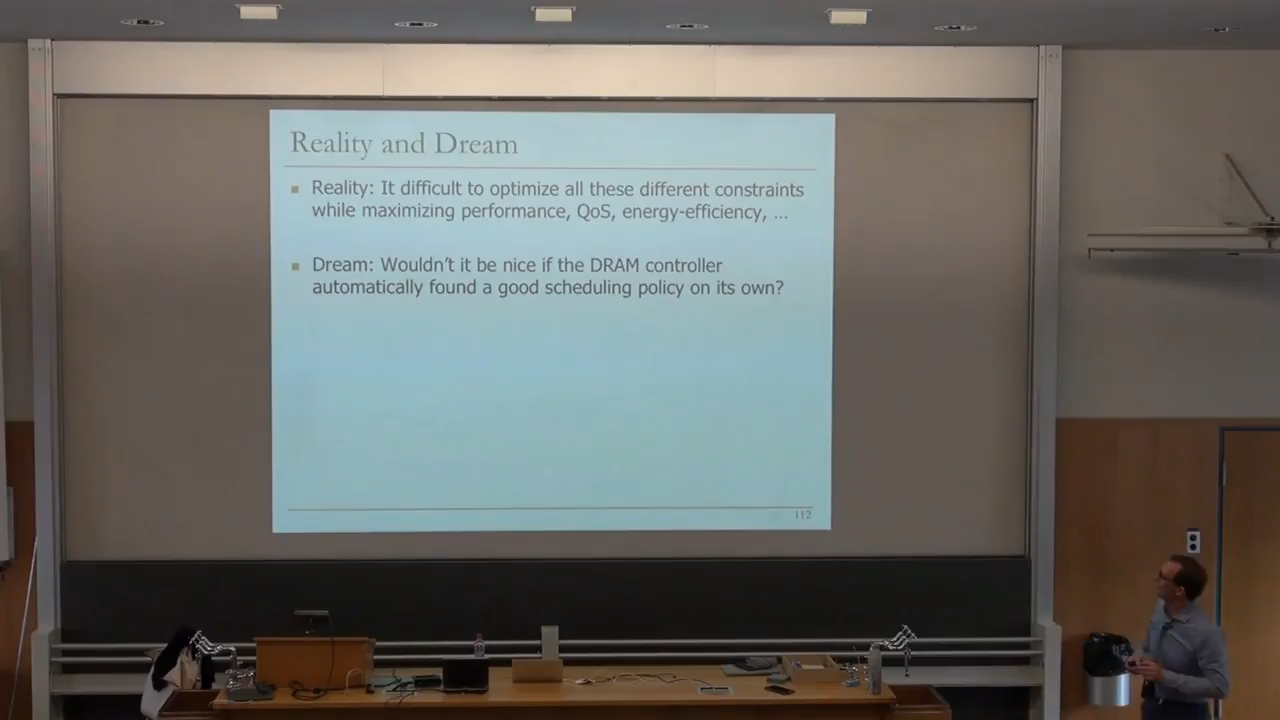 Reality and Dream
Reality: It difficult to optimize all these different constraints
while maximizing performance, QoS, energy-efficiency, …
Dream: Wouldn't it be nice if the DRAM controller
automatically found a good scheduling policy on its own?
112